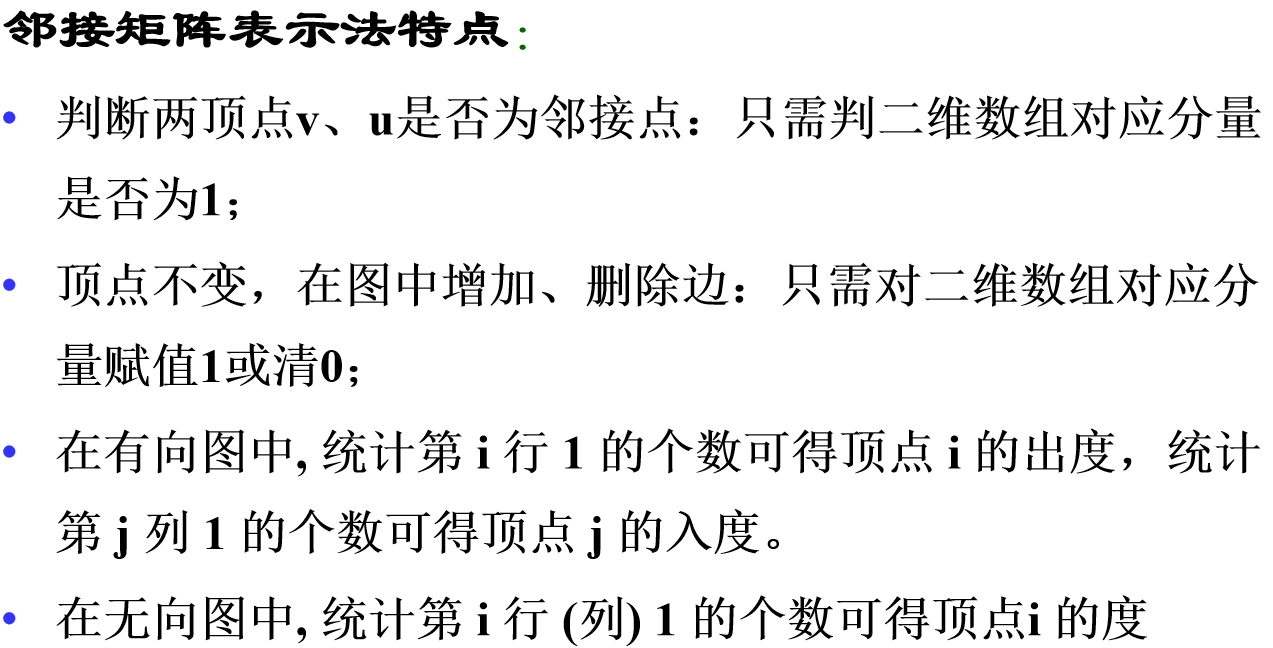 邻接矩阵表示法特点:
• 判断两顶点v、u是否为邻接点：只需判二维数组对应分量
是否为1；
• 顶点不变，在图中增加、删除边：只需对二维数组对应分
量赋值1或清0；
• 在有向图中, 统计第 i 行 1 的个数可得顶点 i 的出度，统计
第 j 列 1 的个数可得顶点 j 的入度。
• 在无向图中, 统计第 i 行 (列) 1 的个数可得顶点i 的度